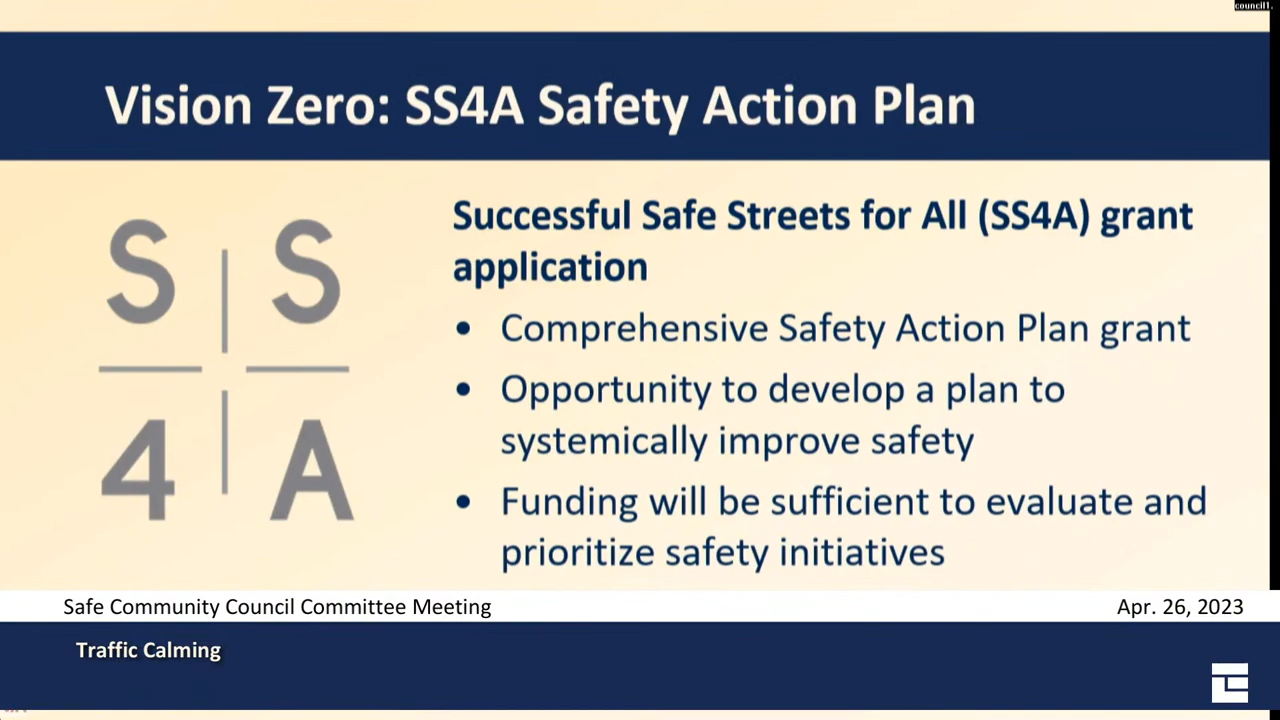 council1.
Vision Zero: SS4A Safety Action Plan
S S
4 A
Successful Safe Streets for All (SS4A) grant
application
• Comprehensive Safety Action Plan grant
• Opportunity to develop a plan to
systemically improve safety
• Funding will be sufficient to evaluate and
prioritize safety initiatives
Safe Community Council Committee Meeting
Apr. 26, 2023
Traffic Calming